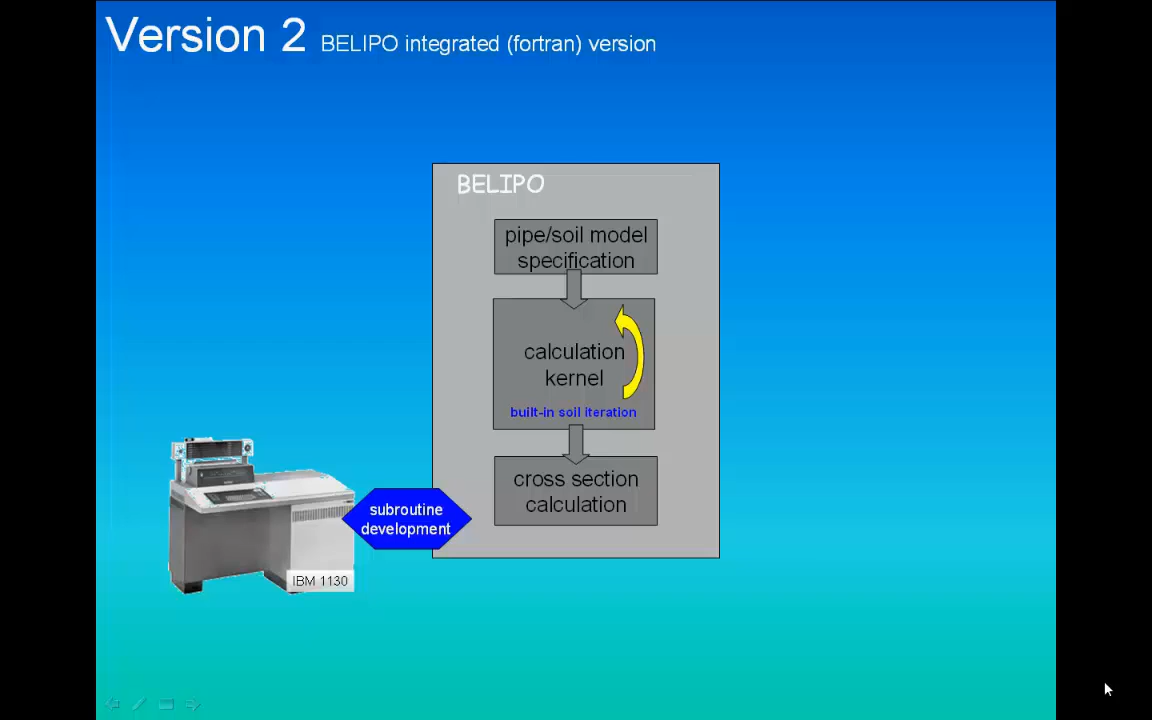 Version 2 BELIPO integrated (fortran) version
BELIPO
pipe/soil model
specification
calculation
kernel
built-in soil iteration
cross section
calculation
subroutine
development
IBM 1130